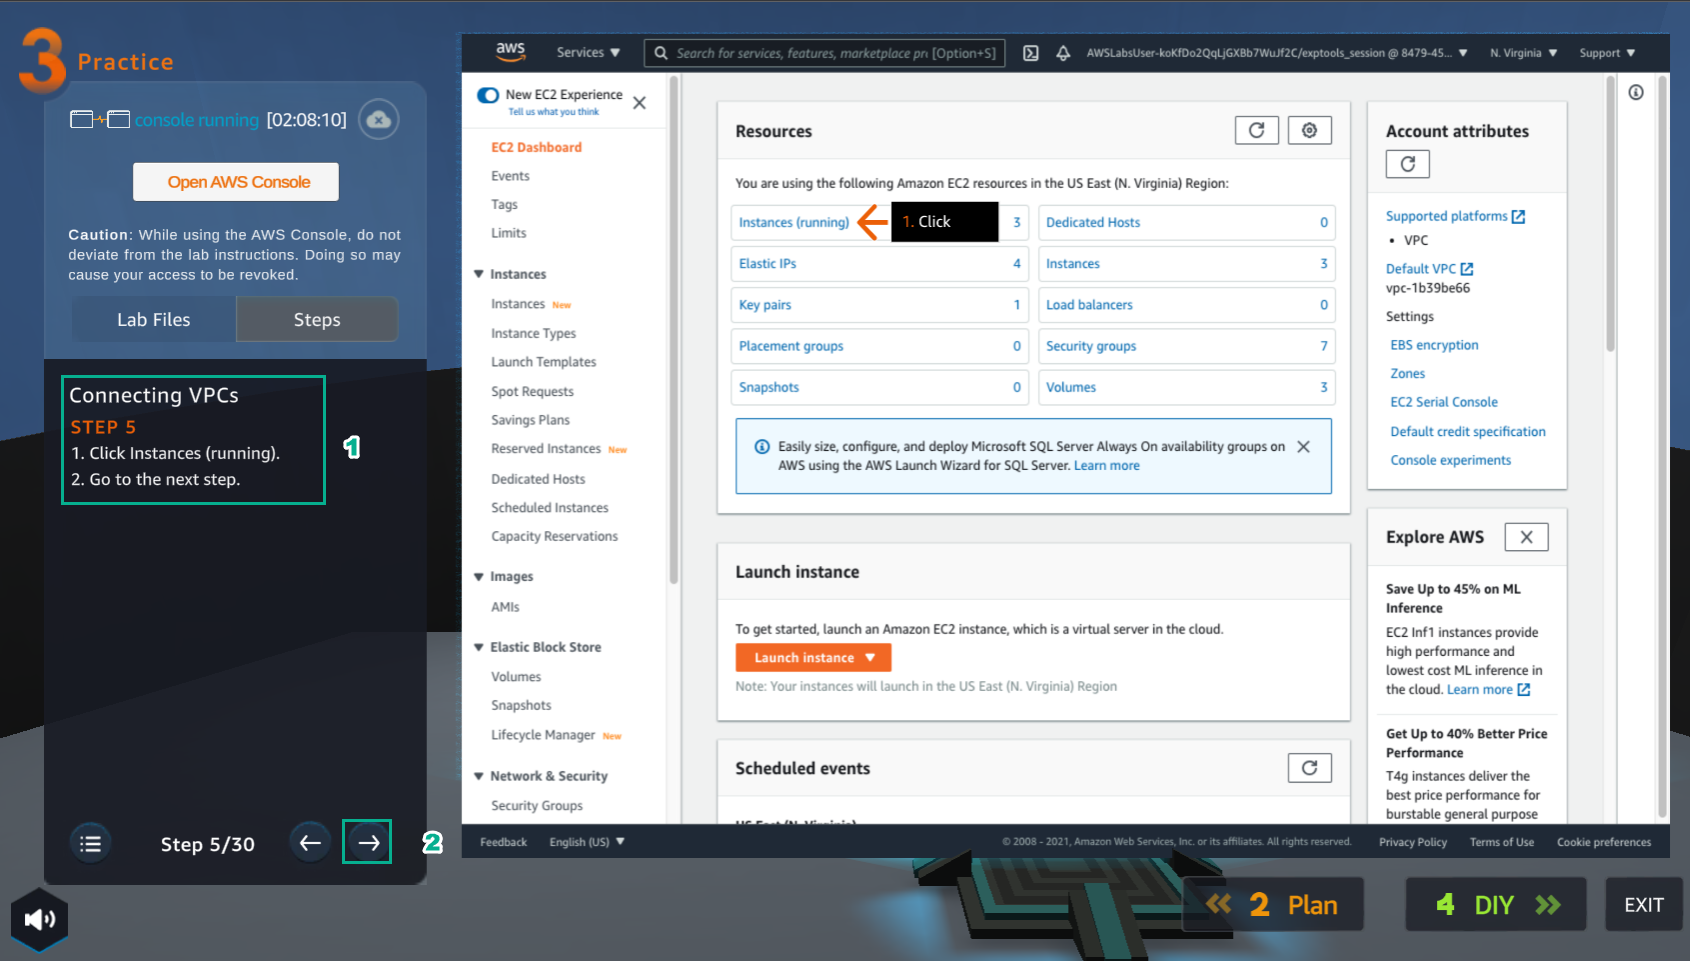 3 Practice
console running [02:08:10]
Open AWS Console
Caution: While using the AWS Console, do not
deviate from the lab instructions. Doing so may
cause your access to be revoked.
Lab Files
Steps
Connecting VPCs
STEP 5
1. Click Instances (running).
2. Go to the next step.
1
Step 5/30
2
aws
Services
Search for services, features, marketplace pn [Option+S]
AWSLabsUser-koKfDo2QqLjGXBb7WuJf2C/exptools_session @ 8479-45...
N. Virginia
Support
New EC2 Experience
Tell us what you think
EC2 Dashboard
Events
Tags
Limits
Instances
Instances New
Instance Types
Launch Templates
Spot Requests
Savings Plans
Reserved Instances New
Dedicated Hosts
Scheduled Instances
Capacity Reservations
Images
AMIs
Elastic Block Store
Volumes
Snapshots
Lifecycle Manager New
Network & Security
Security Groups
Resources
You are using the following Amazon EC2 resources in the US East (N. Virginia) Region:
Instances (running) 1. Click 3
Dedicated Hosts 0
Elastic IPs 4
Instances 3
Key pairs 1
Load balancers 0
Placement groups 0
Security groups 7
Snapshots 0
Volumes 3
Easily size, configure, and deploy Microsoft SQL Server Always On availability groups on
AWS using the AWS Launch Wizard for SQL Server. Learn more
Launch instance
To get started, launch an Amazon EC2 instance, which is a virtual server in the cloud.
Launch instance
Note: Your instances will launch in the US East (N. Virginia) Region
Scheduled events
US East (N. Virginia)
Account attributes
Supported platforms
• VPC
Default VPC
vpc-1b39be66
Settings
EBS encryption
Zones
EC2 Serial Console
Default credit specification
Console experiments
Explore AWS
Save Up to 45% on ML
Inference
EC2 Inf1 instances provide
high performance and
lowest cost ML inference in
the cloud. Learn more
Get Up to 40% Better Price
Performance
T4g instances deliver the
best price performance for
burstable general purpose
Feedback
English (US)
© 2008 - 2021, Amazon Web Services, Inc. or its affiliates. All rights reserved.
Privacy Policy
Terms of Use
Cookie preferences
2 Plan
4 DIY
EXIT